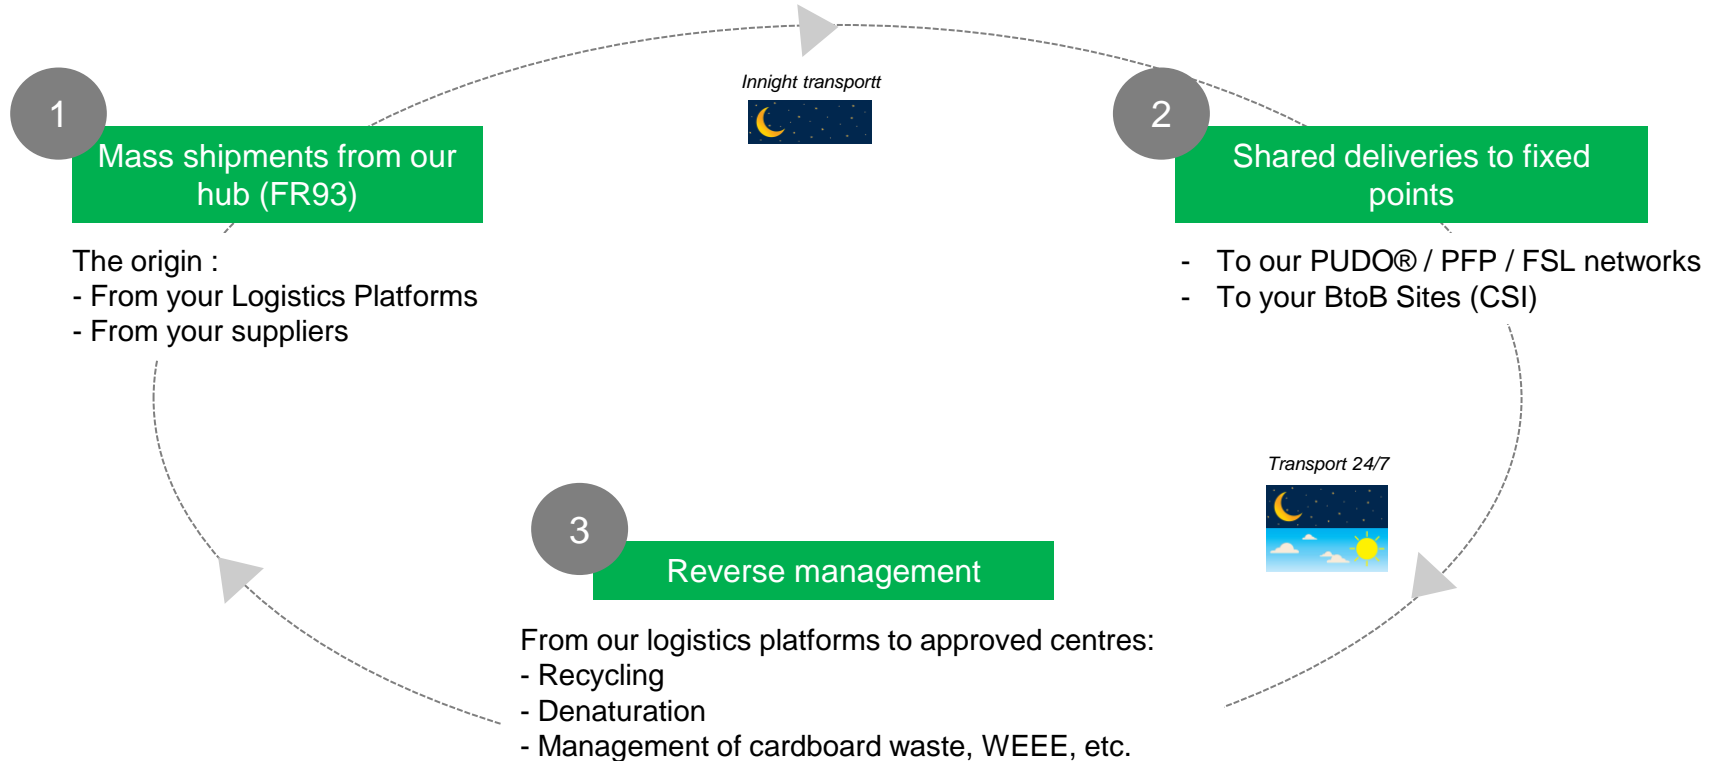 Innight transportt
1
Mass shipments from our
hub (FR93)
The origin :
- From your Logistics Platforms
- From your suppliers
2
Shared deliveries to fixed
points
- To our PUDO® / PFP / FSL networks
- To your BtoB Sites (CSI)
Transport 24/7
3
Reverse management
From our logistics platforms to approved centres:
- Recycling
- Denaturation
- Management of cardboard waste, WEEE, etc.